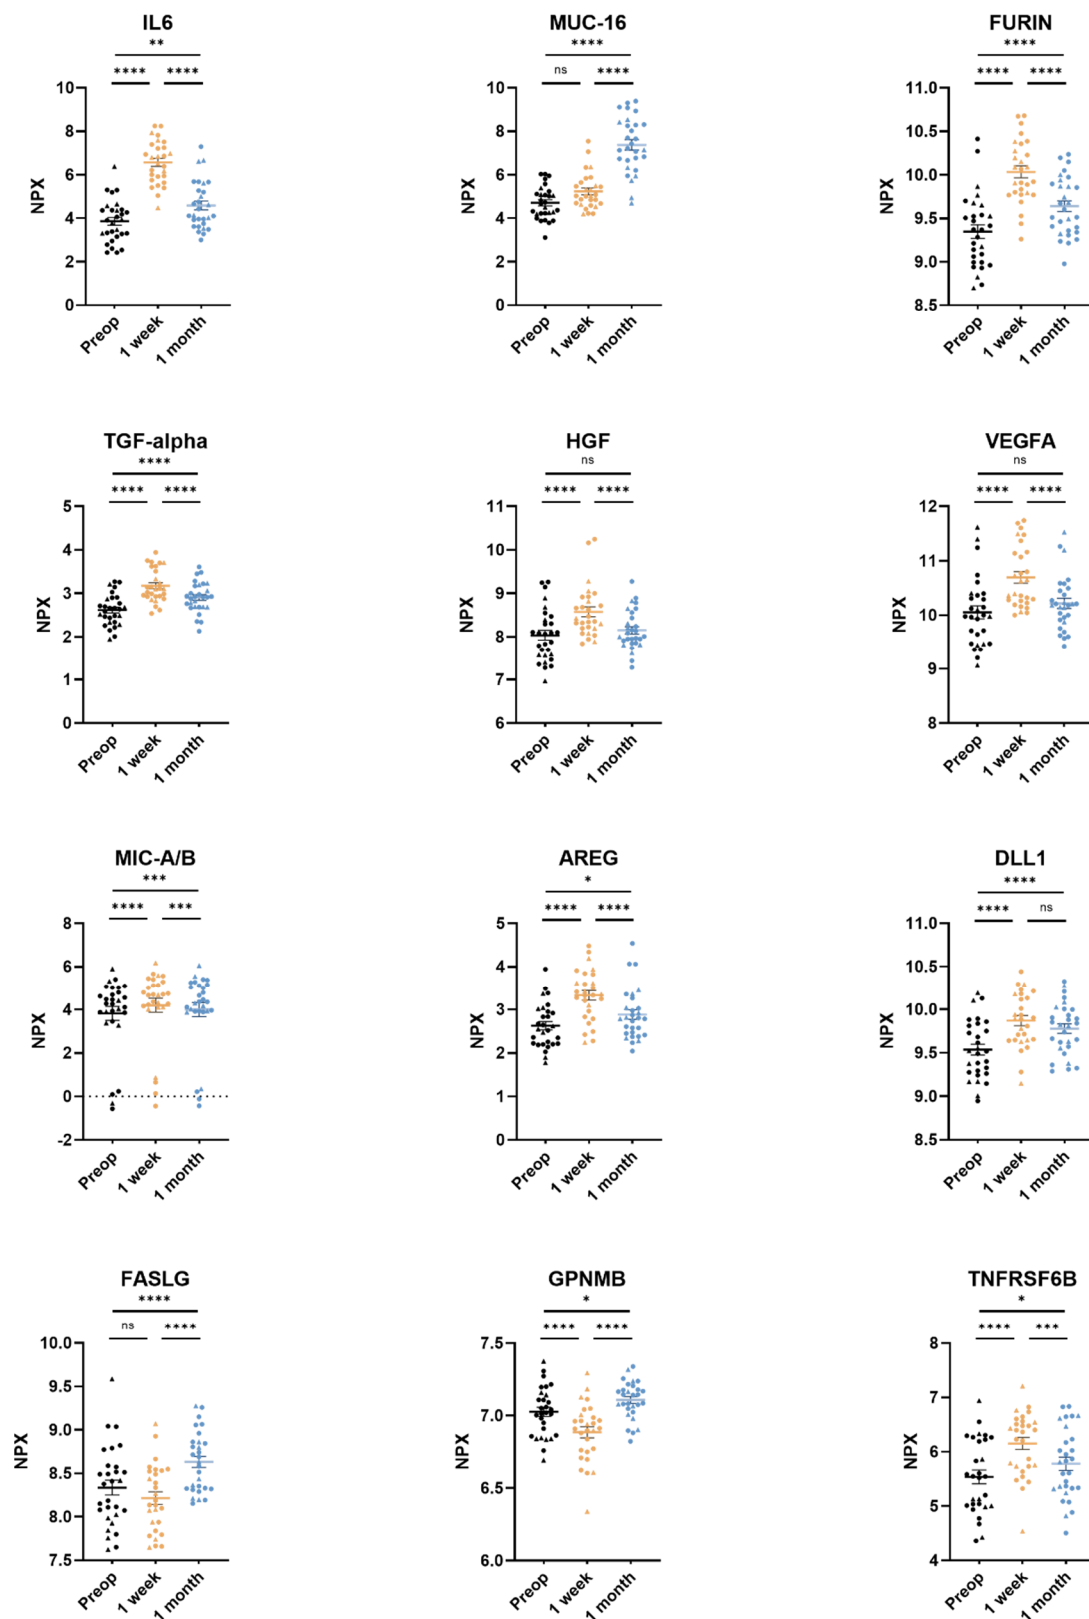 IL6 MUC-16 FURIN
** **** ****
**** **** ns **** **** ****
10 10 11.0
8 8 10.5
6 6 10.0
NPX NPX NPX
4 4 9.5
2 2 9.0
0 0 8.5
Preop 1 week 1 month Preop 1 week 1 month Preop 1 week 1 month
TGF-alpha HGF VEGFA
**** ns ns
**** **** **** **** **** ****
5 11 12
4 10 11
3 9
NPX NPX NPX
10
2 8
1 7 9
0 6 8
Preop 1 week 1 month Preop 1 week 1 month Preop 1 week 1 month
MIC-A/B AREG DLL1
*** * ****
**** *** **** **** **** ns
8 5 11.0
6 4 10.5
4 3 10.0
NPX NPX NPX
2 2 9.5
0 1 9.0
-2 0 8.5
Preop 1 week 1 month Preop 1 week 1 month Preop 1 week 1 month
FASLG GPNMB TNFRSF6B
**** * *
ns **** **** **** **** ***
10.0 7.5 8
9.5 7
9.0 7.0
NPX NPX NPX
6
8.5 6.5
8.0 5
7.5 6.0 4
Preop 1 week 1 month Preop 1 week 1 month Preop 1 week 1 month